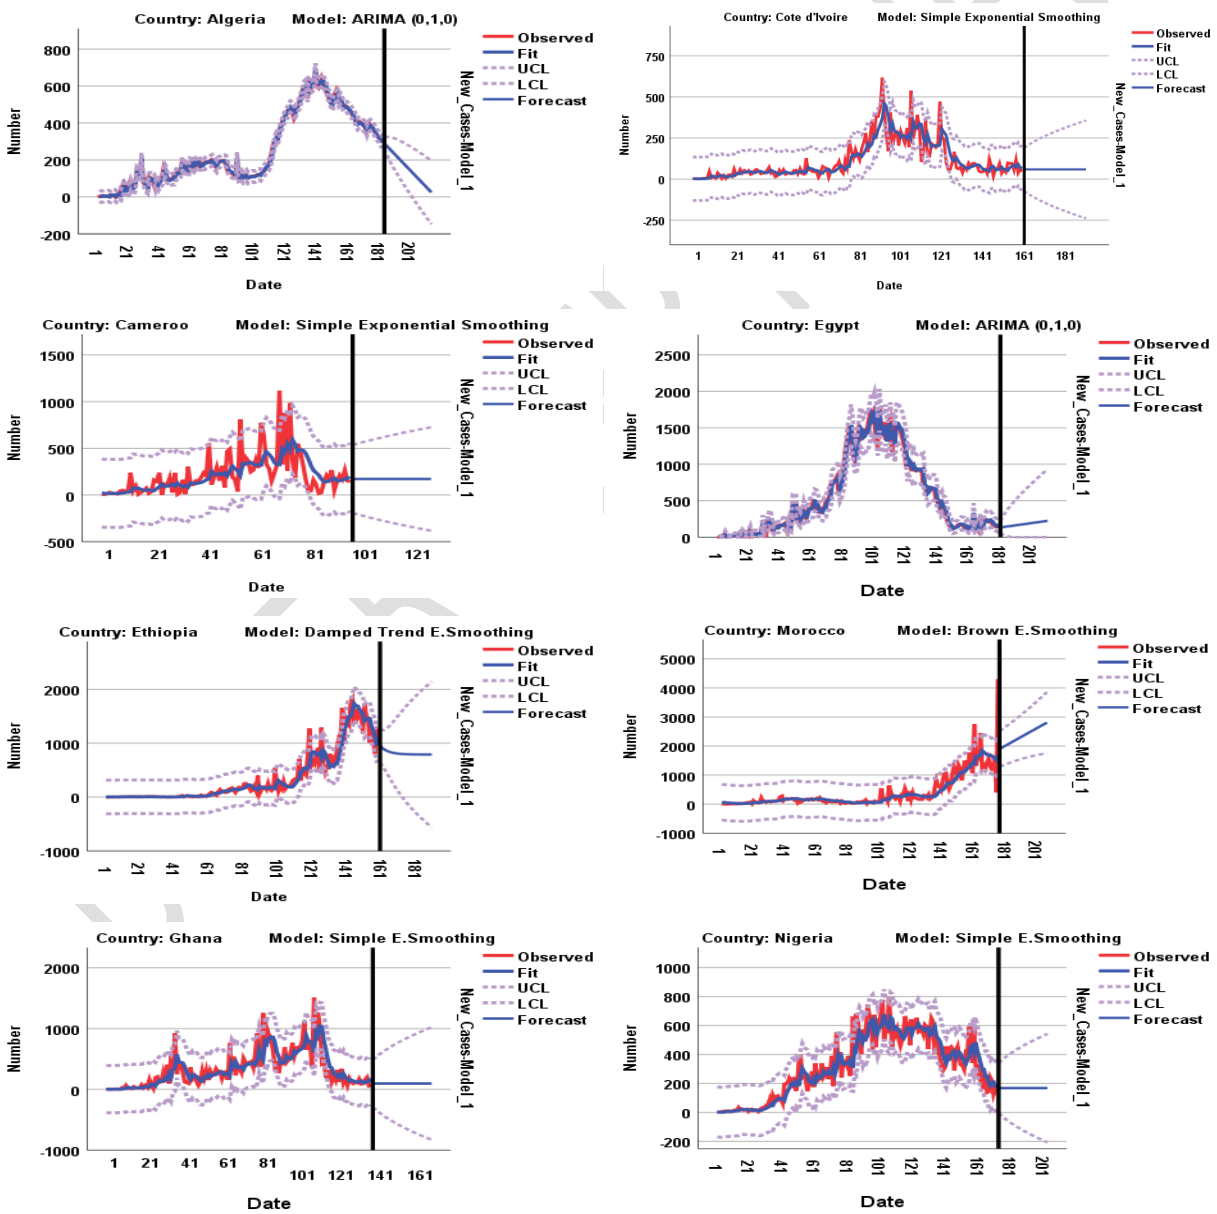 Country: Algeria Model: ARIMA (0,1,0)
800
600
400
200
0
-200
Number
1 21 41 61 81 101 121 141 161 181 201
Date
New_Cases-Model_1
Observed
Fit
UCL
LCL
Forecast
Country: Cote d'Ivoire Model: Simple Exponential Smoothing
750
500
250
0
-250
Number
1 21 41 61 81 101 121 141 161 181
Date
New_Cases-Model_1
Observed
Fit
UCL
LCL
Forecast
Country: Cameroo Model: Simple Exponential Smoothing
1500
1000
500
0
-500
Number
1 21 41 61 81 101 121
Date
New_Cases-Model_1
Observed
Fit
UCL
LCL
Forecast
Country: Egypt Model: ARIMA (0,1,0)
2500
2000
1500
1000
500
0
Number
1 21 41 61 81 101 121 141 161 181 201
Date
New_Cases-Model_1
Observed
Fit
UCL
LCL
Forecast
Country: Ethiopia Model: Damped Trend E.Smoothing
2000
1000
0
-1000
Number
1 21 41 61 81 101 121 141 161 181
Date
New_Cases-Model_1
Observed
Fit
UCL
LCL
Forecast
Country: Morocco Model: Brown E.Smoothing
5000
4000
3000
2000
1000
0
-1000
Number
1 21 41 61 81 101 121 141 161 181 201
Date
New_Cases-Model_1
Observed
Fit
UCL
LCL
Forecast
Country: Ghana Model: Simple E.Smoothing
2000
1000
0
-1000
Number
1 21 41 61 81 101 121 141 161
Date
New_Cases-Model_1
Observed
Fit
UCL
LCL
Forecast
Country: Nigeria Model: Simple E.Smoothing
1000
800
600
400
200
0
-200
Number
1 21 41 61 81 101 121 141 161 181 201
Date
New_Cases-Model_1
Observed
Fit
UCL
LCL
Forecast